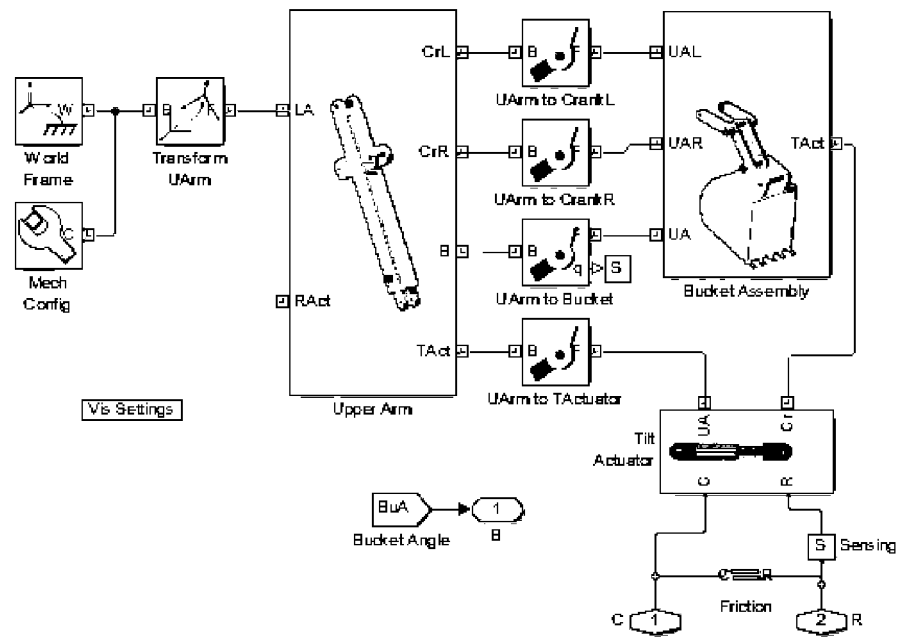 CrL
B
F
UAL
UArm to CrankL
W
LA
B
World
Frame
Transform
UArm
CrR
B
F
UAR
TAct
UArm to CrankR
C
Mech
Config
B
B
F
UA
q
S
UArm to Bucket
Bucket Assembly
RAct
TAct
B
F
UArm to TActuator
Upper Arm
Vis Settings
UA
Cr
Tilt
Actuator
C
R
BuA
1
Bucket Angle
B
S
Sensing
C
R
Friction
C
1
2
R